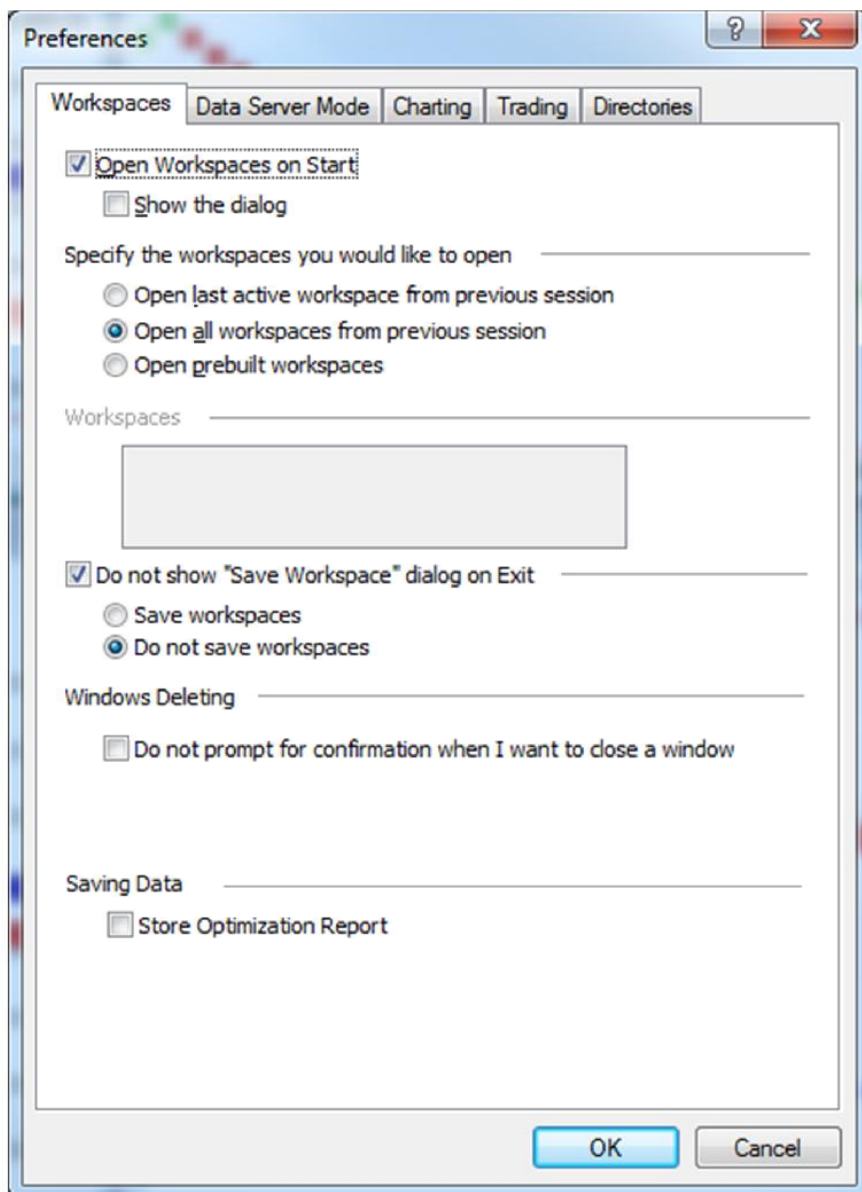 Preferences
Workspaces Data Server Mode Charting Trading Directories
Open Workspaces on Start
Show the dialog
Specify the workspaces you would like to open
Open last active workspace from previous session
Open all workspaces from previous session
Open prebuilt workspaces
Workspaces
Do not show "Save Workspace" dialog on Exit
Save workspaces
Do not save workspaces
Windows Deleting
Do not prompt for confirmation when I want to close a window
Saving Data
Store Optimization Report
OK Cancel